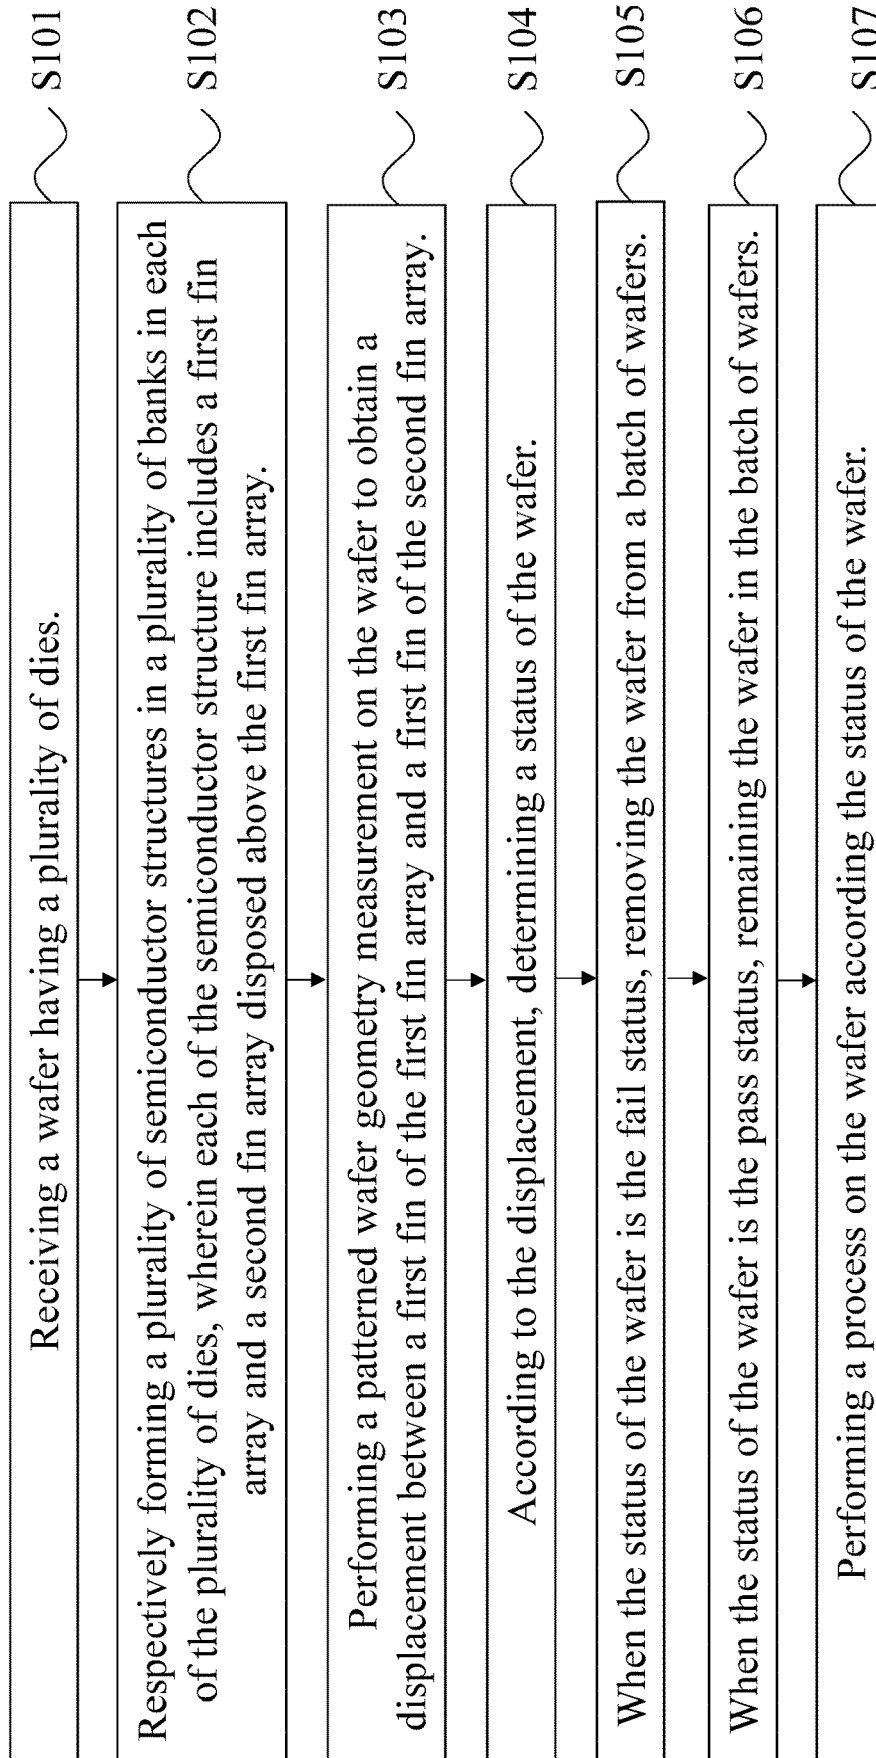 Receiving a wafer having a plurality of dies.
S101
Respectively forming a plurality of semiconductor structures in a plurality of banks in each
of the plurality of dies, wherein each of the semiconductor structure includes a first fin
array and a second fin array disposed above the first fin array.
S102
Performing a patterned wafer geometry measurement on the wafer to obtain a
displacement between a first fin of the first fin array and a first fin of the second fin array.
S103
According to the displacement, determining a status of the wafer.
S104
When the status of the wafer is the fail status, removing the wafer from a batch of wafers.
S105
When the status of the wafer is the pass status, remaining the wafer in the batch of wafers.
S106
Performing a process on the wafer according the status of the wafer.
S107